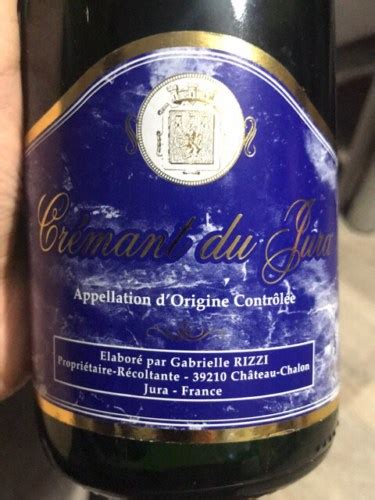 Crémant du Jura
Appellation d'Origine Contrôlée
Elaboré par Gabrielle RIZZI
Propriétaire-Récoltante - 39210 Château-Chalon
Jura - France